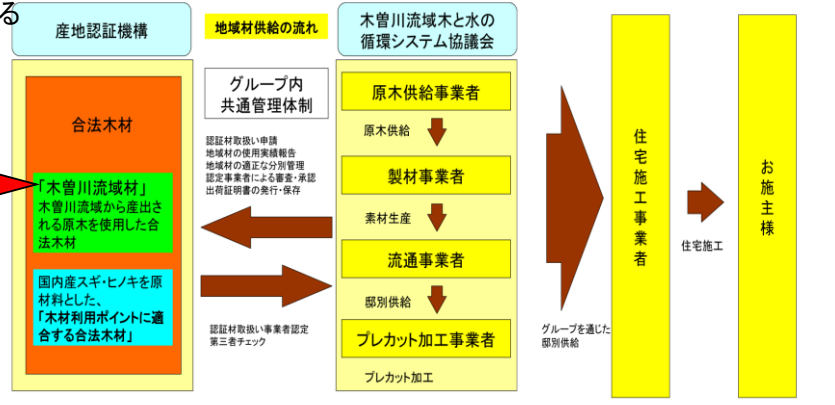 る
産地認証機構
地域材供給の流れ
木曽川流域木と水の
循環システム協議会
合法木材
「木曽川流域材」
木曽川流域から産出さ
れる原木を使用した合
法木材
国内産スギ・ヒノキを原
材料とした、
「木材利用ポイントに適
合する合法木材」
グループ内
共通管理体制
認証材取扱い申請
地域材の使用実績報告
地域材の適正な分別管理
認定事業者による審査・承認
出荷証明書の発行・保存
認証材取扱い事業者認定
第三者チェック
原木供給事業者
原木供給
製材事業者
素材生産
流通事業者
邸別供給
プレカット加工事業者
プレカット加工
グループを通じた
邸別供給
住宅施工事業者
住宅施工
お施主様